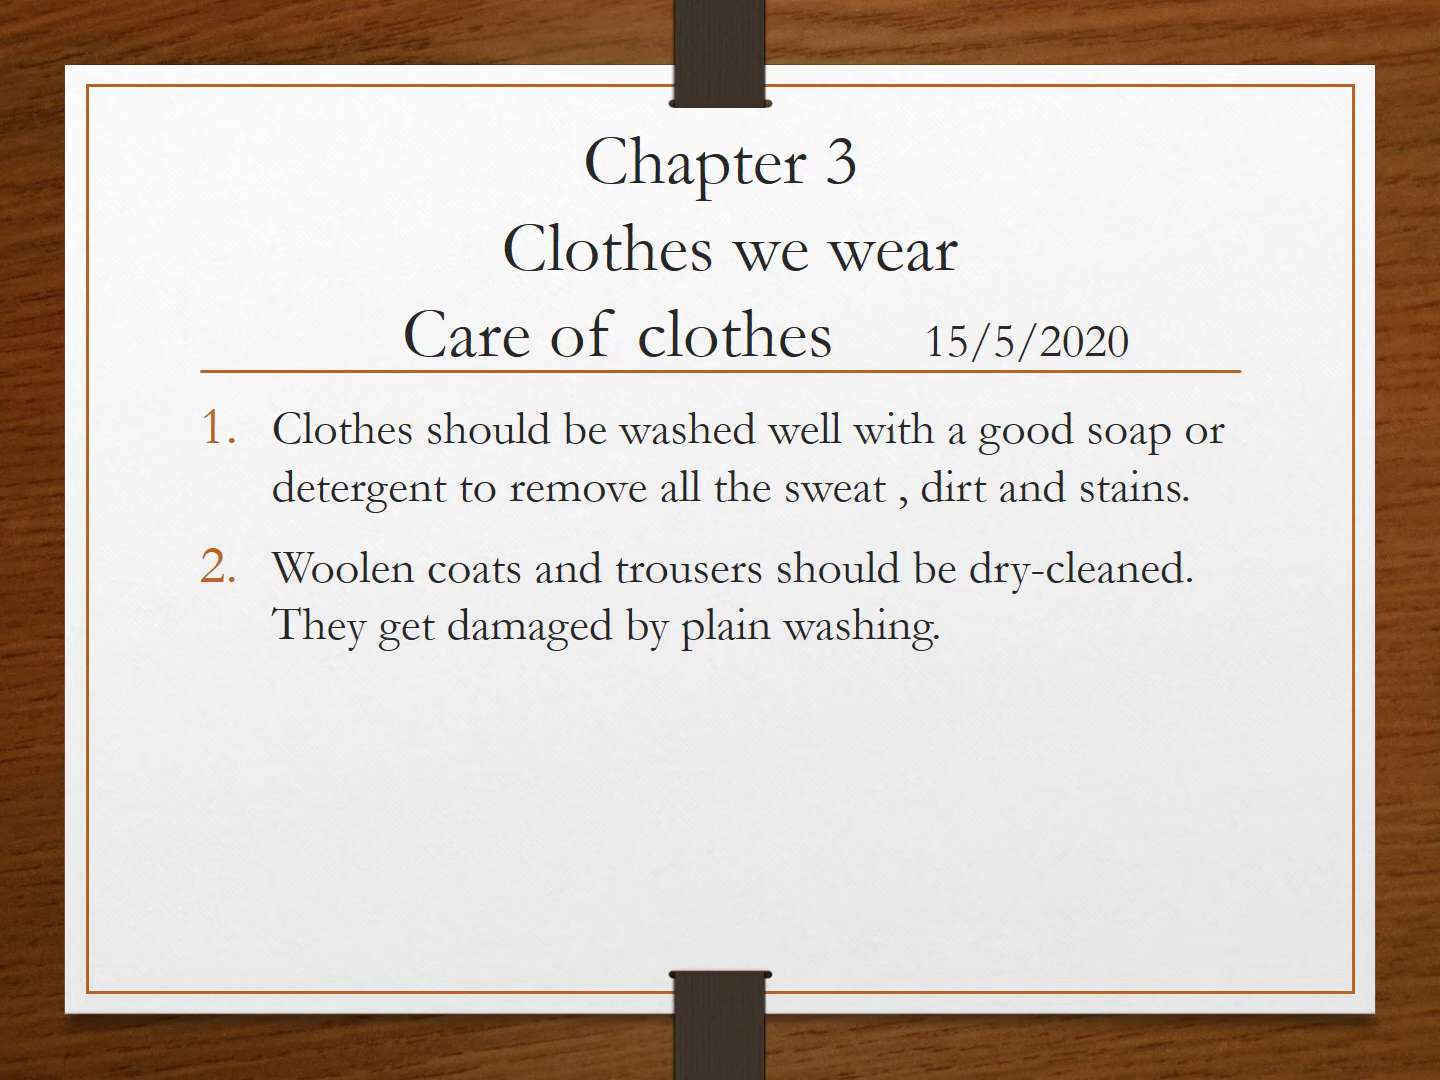 Chapter 3
Clothes we wear
Care of clothes 15/5/2020
1. Clothes should be washed well with a good soap or
detergent to remove all the sweat , dirt and stains.
2. Woolen coats and trousers should be dry-cleaned.
They get damaged by plain washing.